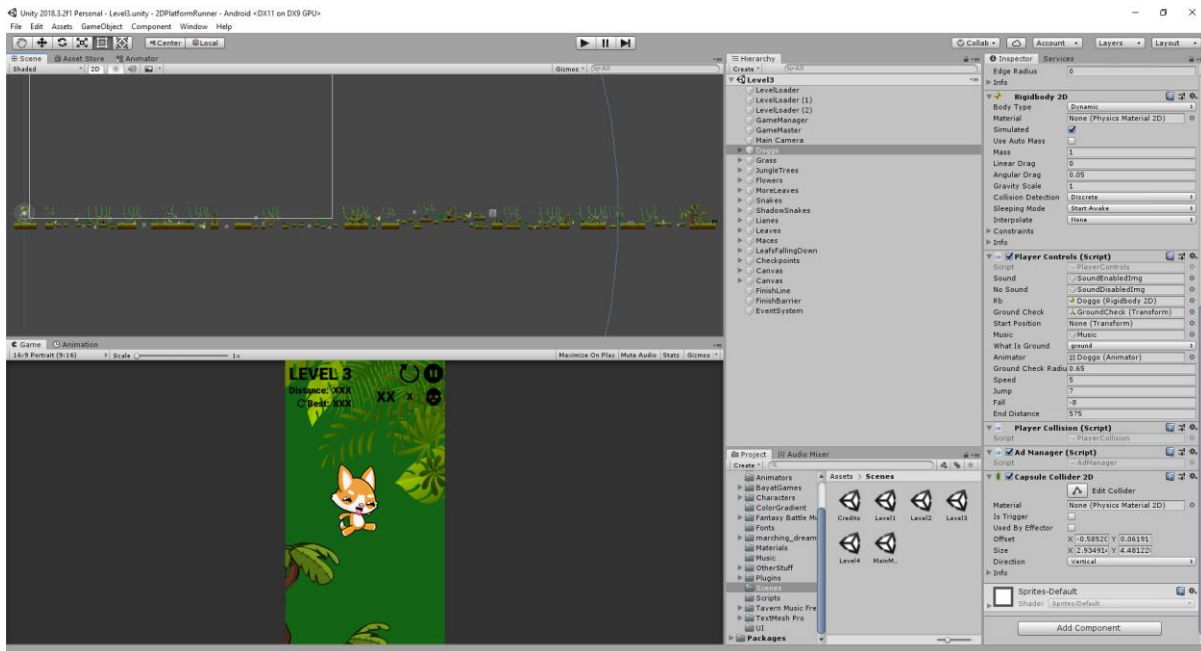 Unity 2018.3.2f1 Personal - Level3.unity - 2DPlatformRunner - Android <DX11 on DX9 GPU>
File Edit Assets GameObject Component Window Help
Center Local
Collab Account Layers Layout
Scene Asset Store Animator
Shaded 2D Gizmos All
Hierarchy
Create All
Level3
LevelLoader
LevelLoader (1)
LevelLoader (2)
GameManager
GameMaster
Main Camera
Doggo
Grass
JungleTrees
Flowers
MoreLeaves
Snakes
ShadowSnakes
Lianes
Leaves
Maces
LeafsFallingDown
Checkpoints
Canvas
Canvas
FinishLine
FinishBarrier
EventSystem
Game Animation
16:9 Portrait (9:16) Scale 1x Maximize On Play Mute Audio Stats Gizmos
LEVEL 3
Distance: XXX
Best: XXX
XX x
Project Audio Mixer
Create
Animators
BayatGames
Characters
ColorGradient
Fantasy Battle Mu
Fonts
marching_dream
Materials
Music
OtherStuff
Plugins
Scenes
Scripts
Tavern Music Fre
TextMesh Pro
UI
Packages
Assets > Scenes
Credits Level1 Level2 Level3
Level4 MainM...
Inspector Services
Edge Radius 0
Info
Rigidbody 2D
Body Type Dynamic
Material None (Physics Material 2D)
Simulated
Use Auto Mass
Mass 1
Linear Drag 0
Angular Drag 0.05
Gravity Scale 1
Collision Detection Discrete
Sleeping Mode Start Awake
Interpolate None
Constraints
Info
Player Controls (Script)
Script PlayerControls
Sound SoundEnabledImg
No Sound SoundDisabledImg
Rb Doggo (Rigidbody 2D)
Ground Check GroundCheck (Transform)
Start Position None (Transform)
Music Music
What Is Ground ground
Animator Doggo (Animator)
Ground Check Radiu 0.65
Speed 5
Jump 7
Fall -8
End Distance 575
Player Collision (Script)
Script PlayerCollision
Ad Manager (Script)
Script AdManager
Capsule Collider 2D
Edit Collider
Material None (Physics Material 2D)
Is Trigger
Used By Effector
Offset X -0.5852 Y 0.06191
Size X 2.93491 Y 4.48122
Direction Vertical
Info
Sprites-Default
Shader Sprites/Default
Add Component